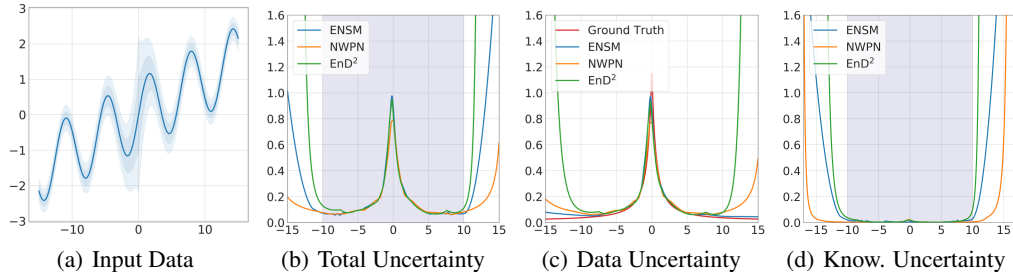 3
2
1
0
−1
−2
−3
−10
0
10
(a) Input Data
1.6
1.4
1.2
1.0
0.8
0.6
0.4
0.2
0.0
−15 −10 −5 0 5 10 15
ENSM
NWPN
EnD²
(b) Total Uncertainty
1.6
1.4
1.2
1.0
0.8
0.6
0.4
0.2
0.0
−15 −10 −5 0 5 10 15
Ground Truth
ENSM
NWPN
EnD²
(c) Data Uncertainty
1.6
1.4
1.2
1.0
0.8
0.6
0.4
0.2
0.0
−15 −10 −5 0 5 10 15
ENSM
NWPN
EnD²
(d) Know. Uncertainty